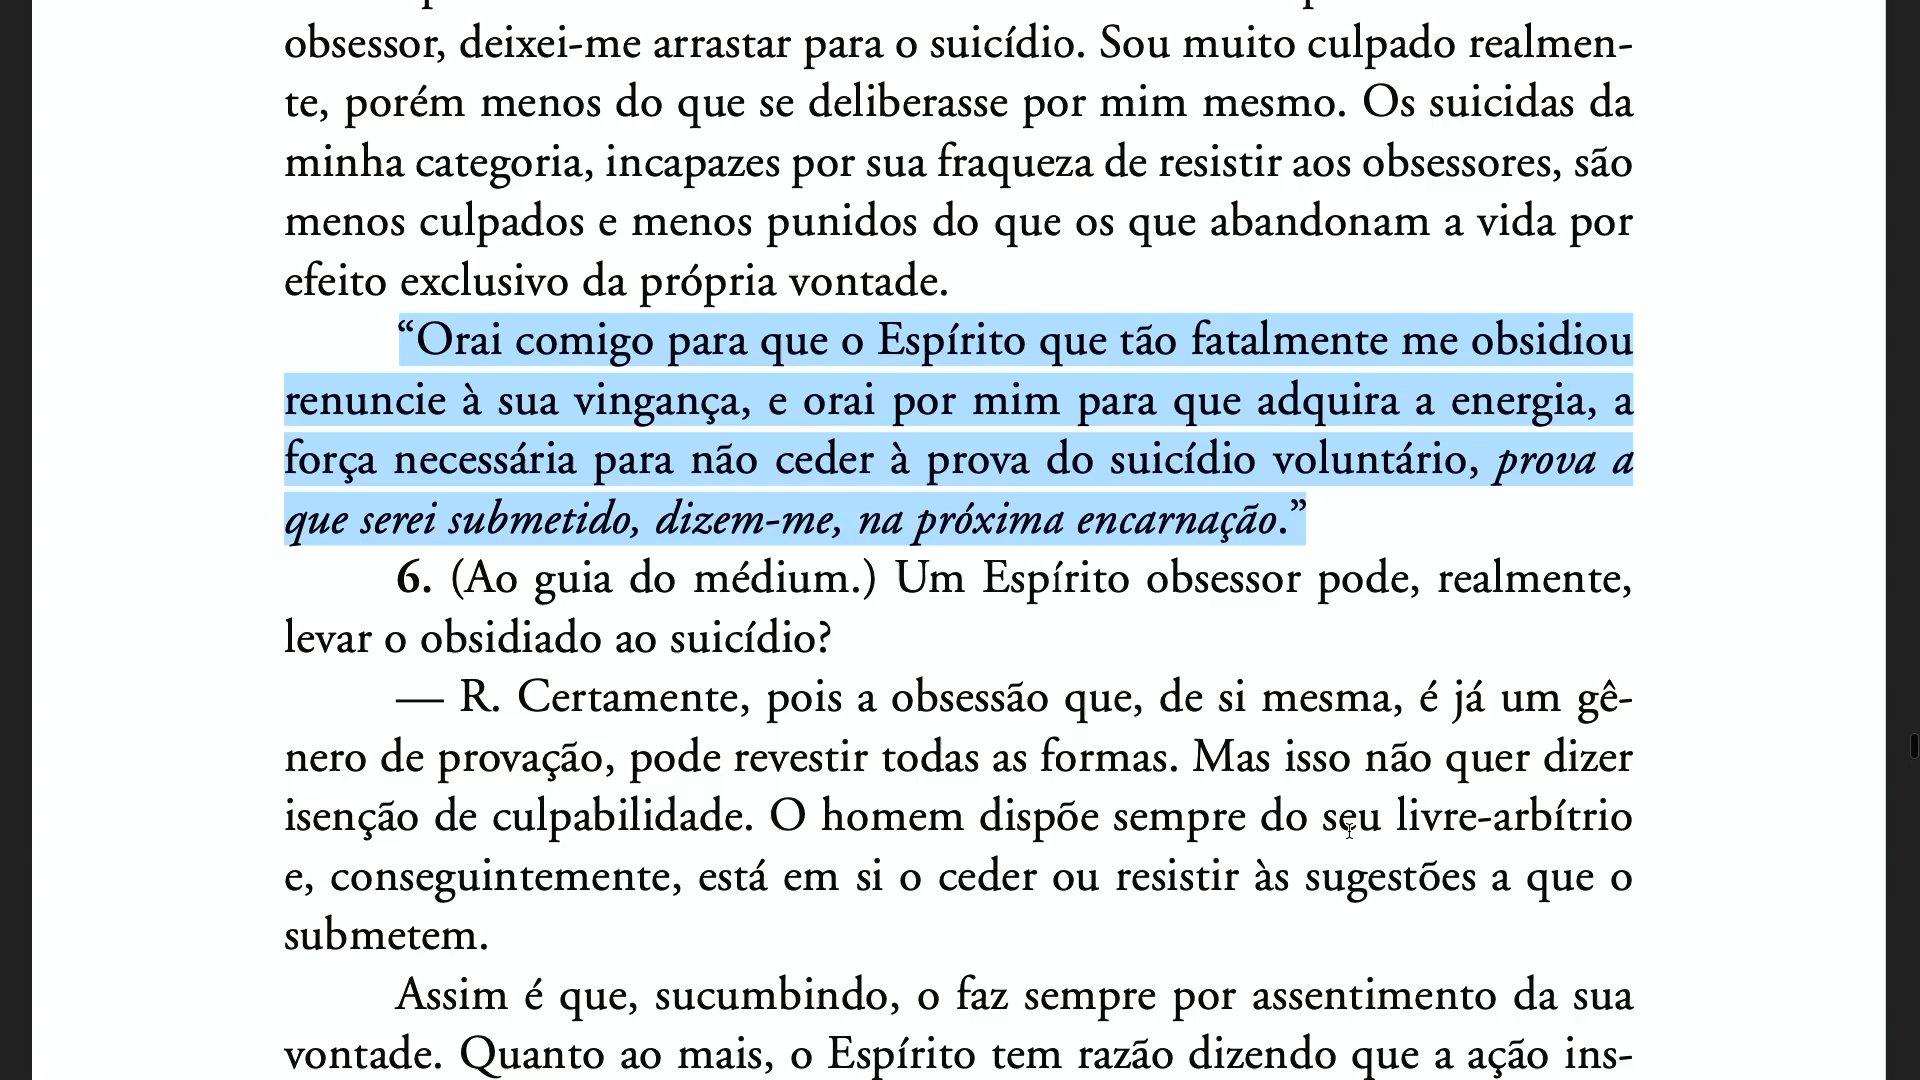 obsessor, deixei-me arrastar para o suicídio. Sou muito culpado realmen-
te, porém menos do que se deliberasse por mim mesmo. Os suicidas da
minha categoria, incapazes por sua fraqueza de resistir aos obsessores, são
menos culpados e menos punidos do que os que abandonam a vida por
efeito exclusivo da própria vontade.
“Orai comigo para que o Espírito que tão fatalmente me obsidiou
renuncie à sua vingança, e orai por mim para que adquira a energia, a
força necessária para não ceder à prova do suicídio voluntário, prova a
que serei submetido, dizem-me, na próxima encarnação.”
6. (Ao guia do médium.) Um Espírito obsessor pode, realmente,
levar o obsidiado ao suicídio?
— R. Certamente, pois a obsessão que, de si mesma, é já um gê-
nero de provação, pode revestir todas as formas. Mas isso não quer dizer
isenção de culpabilidade. O homem dispõe sempre do seu livre-arbítrio
e, conseguintemente, está em si o ceder ou resistir às sugestões a que o
submetem.
Assim é que, sucumbindo, o faz sempre por assentimento da sua
vontade. Quanto ao mais, o Espírito tem razão dizendo que a ação ins-